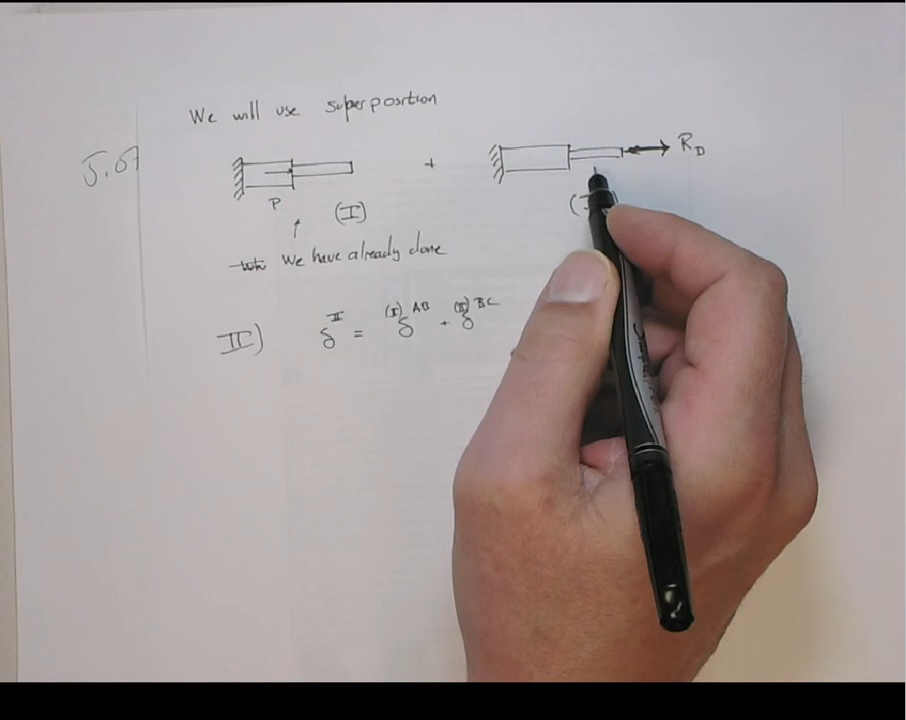 We will use superposition
5.67
+ R_D
P (I) (I
We have already done
II) δ^II = (I) δ^AB + (II) δ^BC